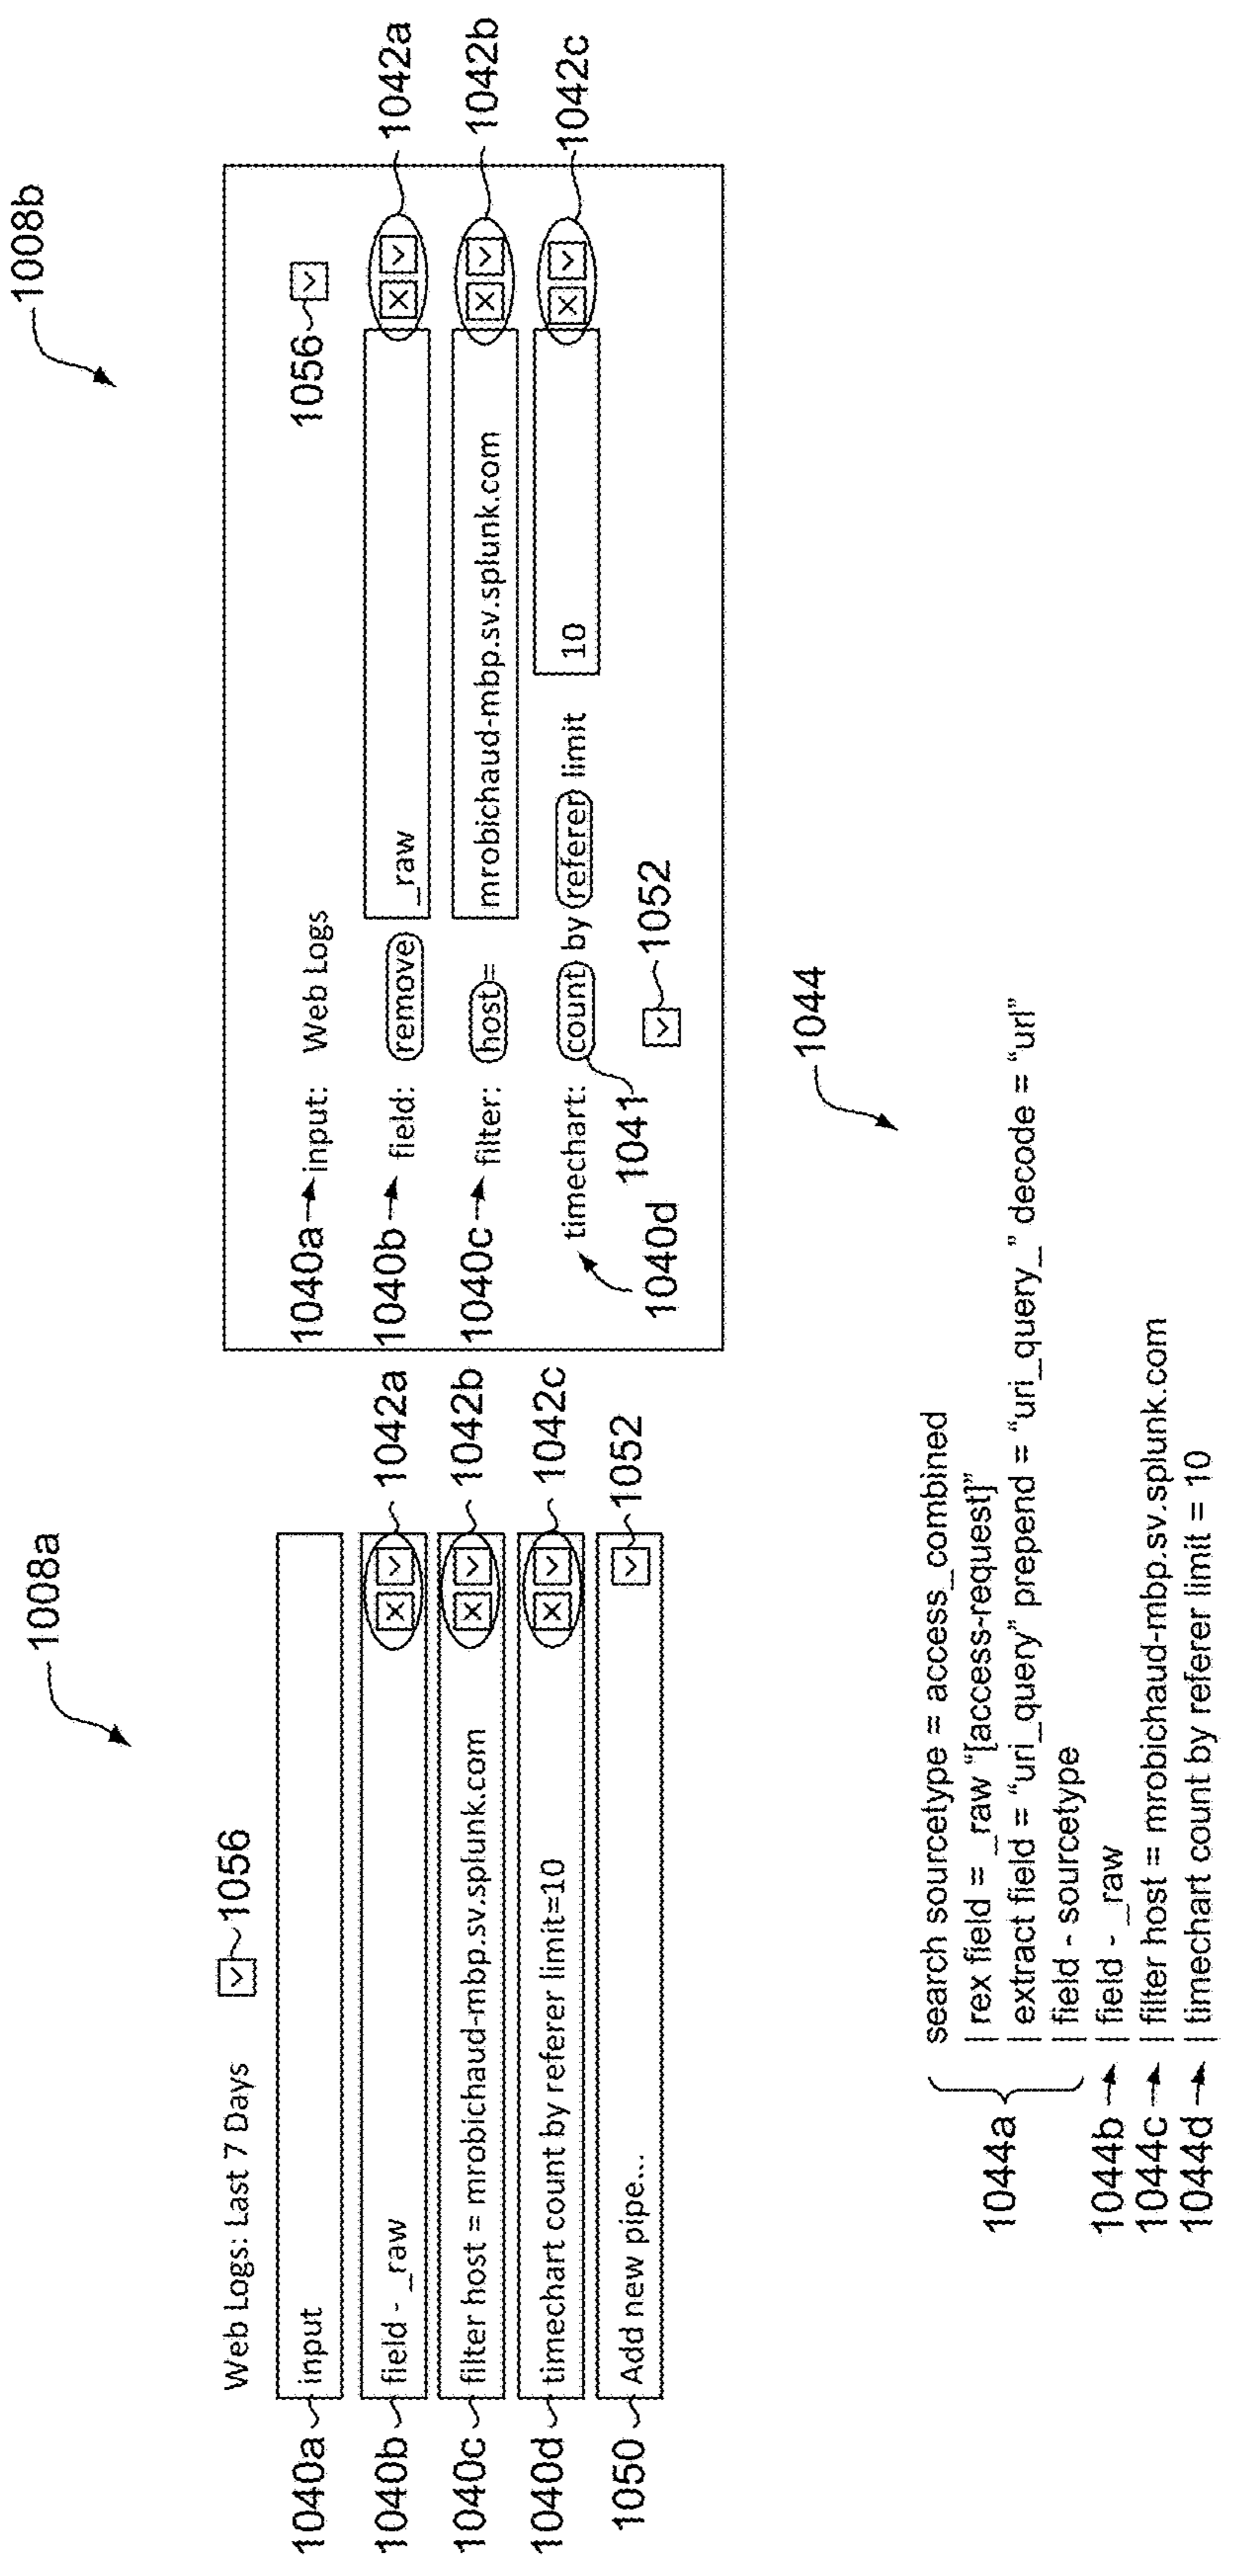 1008a
Web Logs: Last 7 Days 1056
1040a input
1040b field - _raw 1042a
1040c filter host = mrobichaud-mbp.sv.splunk.com 1042b
1040d timechart count by referer limit=10 1042c
1050 Add new pipe... 1052
1008b
1056
1040a input: Web Logs
1040b field: remove _raw 1042a
1040c filter: host= mrobichaud-mbp.sv.splunk.com 1042b
timechart: count by referer limit 10 1042c
1040d 1041 1052
1044
1044a search sourcetype = access_combined
| rex field = _raw “[access-request]”
| extract field = “uri_query” prepend = “uri_query_” decode = “url”
| field - sourcetype
1044b | field - _raw
1044c | filter host = mrobichaud-mbp.sv.splunk.com
1044d | timechart count by referer limit = 10